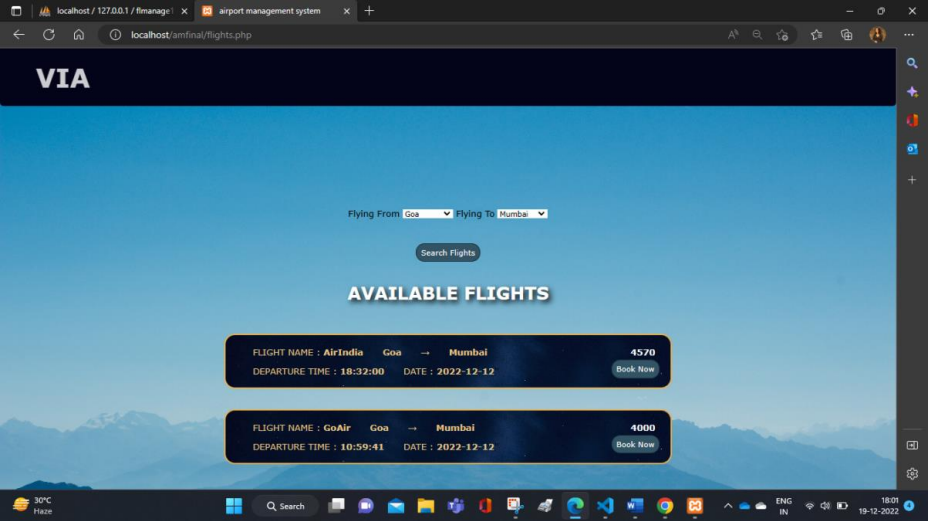 localhost / 127.0.0.1 / flmanage
airport management system
localhost/amfinal/flights.php
VIA
Flying From Goa Flying To Mumbai
Search Flights
AVAILABLE FLIGHTS
FLIGHT NAME : AirIndia Goa → Mumbai 4570
DEPARTURE TIME : 18:32:00 DATE : 2022-12-12 Book Now
FLIGHT NAME : GoAir Goa → Mumbai 4000
DEPARTURE TIME : 10:59:41 DATE : 2022-12-12 Book Now
30°C
Haze
Search
ENG
IN
18:01
19-12-2022
4